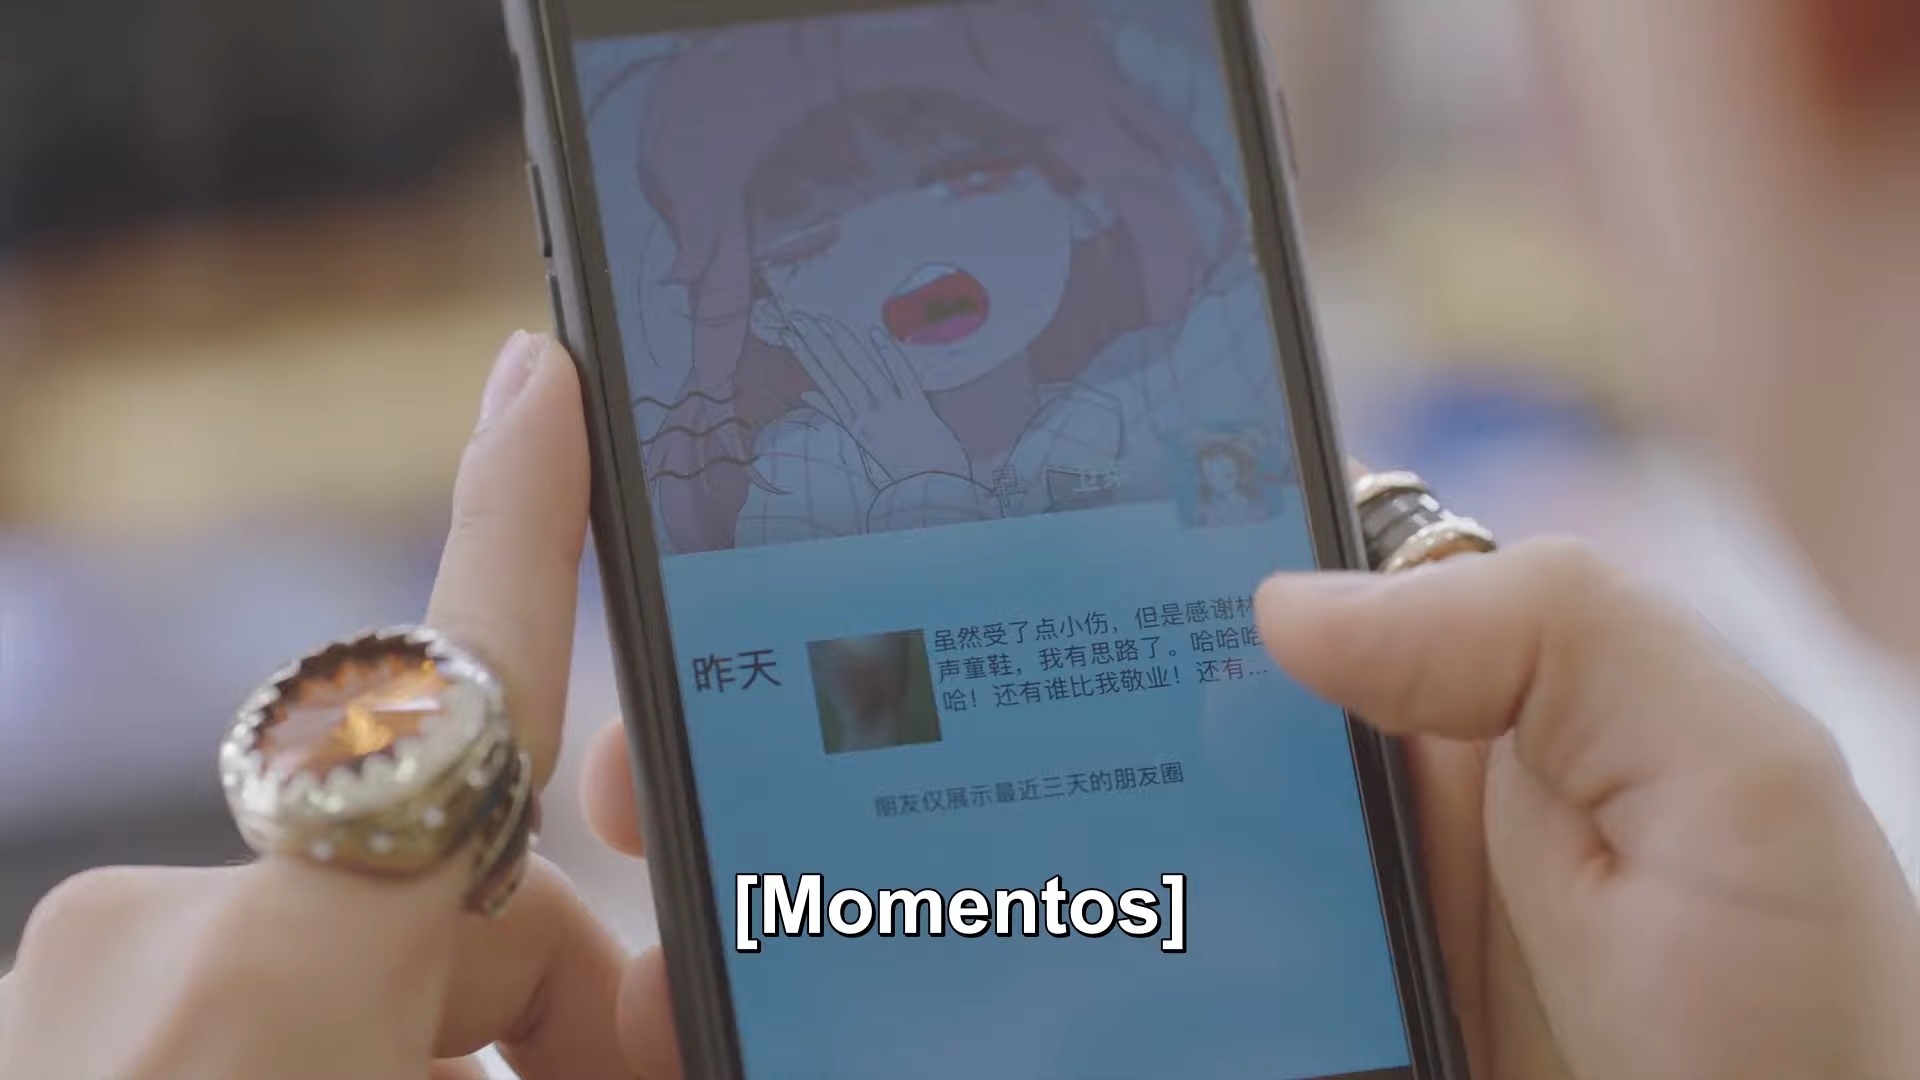 昨天
虽然受了点小伤，但是感谢林
声童鞋，我有思路了。哈哈哈
哈！还有谁比我敬业！还有...
朋友仅展示最近三天的朋友圈
[Momentos]